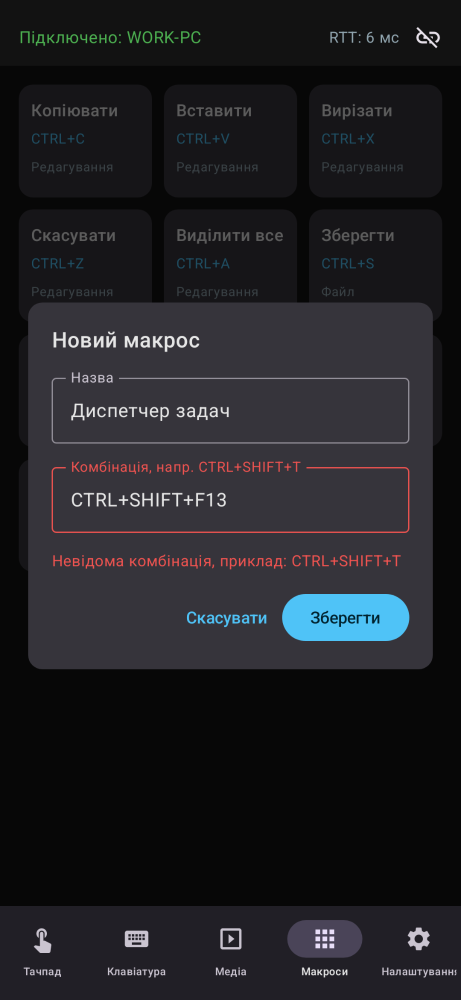 Підключено: WORK-PC
RTT: 6 мс
Копіювати
CTRL+C
Редагування
Вставити
CTRL+V
Редагування
Вирізати
CTRL+X
Редагування
Скасувати
CTRL+Z
Редагування
Виділити все
CTRL+A
Редагування
Зберегти
CTRL+S
Файл
Новий макрос
Назва
Диспетчер задач
Комбінація, напр. CTRL+SHIFT+T
CTRL+SHIFT+F13
Невідома комбінація, приклад: CTRL+SHIFT+T
Скасувати
Зберегти
Тачпад
Клавіатура
Медіа
Макроси
Налаштуванн